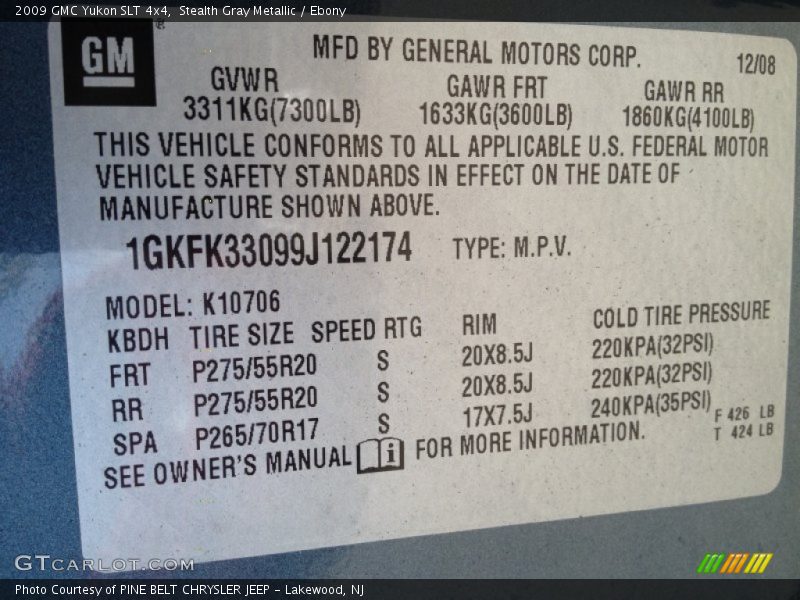 2009 GMC Yukon SLT 4x4, Stealth Gray Metallic / Ebony
GM ®
MFD BY GENERAL MOTORS CORP.
12/08
GVWR GAWR FRT GAWR RR
3311KG(7300LB) 1633KG(3600LB) 1860KG(4100LB)
THIS VEHICLE CONFORMS TO ALL APPLICABLE U.S. FEDERAL MOTOR
VEHICLE SAFETY STANDARDS IN EFFECT ON THE DATE OF
MANUFACTURE SHOWN ABOVE.
1GKFK33099J122174 TYPE: M.P.V.
MODEL: K10706
KBDH TIRE SIZE SPEED RTG RIM COLD TIRE PRESSURE
FRT P275/55R20 S 20X8.5J 220KPA(32PSI)
RR P275/55R20 S 20X8.5J 220KPA(32PSI)
SPA P265/70R17 S 17X7.5J 240KPA(35PSI)
F 426 LB
T 424 LB
SEE OWNER'S MANUAL i FOR MORE INFORMATION.
GTCARLOT.COM
Photo Courtesy of PINE BELT CHRYSLER JEEP - Lakewood, NJ